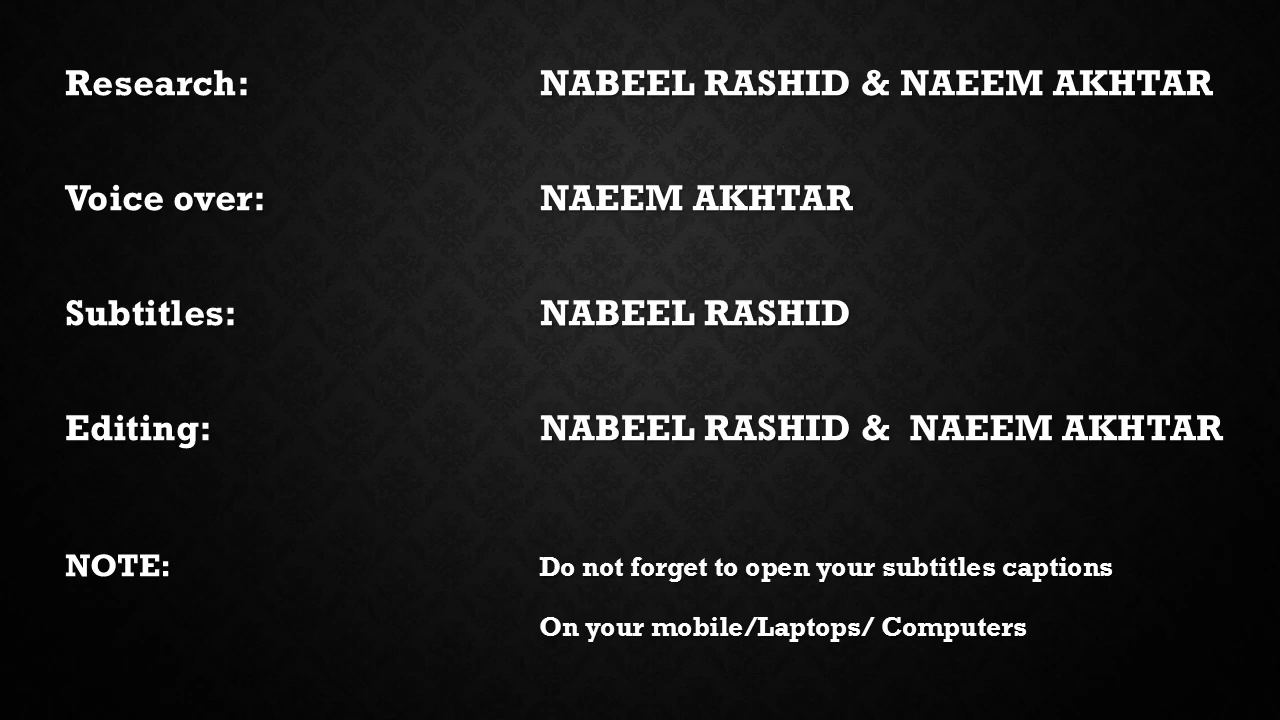 Research: NABEEL RASHID & NAEEM AKHTAR
Voice over: NAEEM AKHTAR
Subtitles: NABEEL RASHID
Editing: NABEEL RASHID & NAEEM AKHTAR
NOTE: Do not forget to open your subtitles captions
On your mobile/Laptops/ Computers